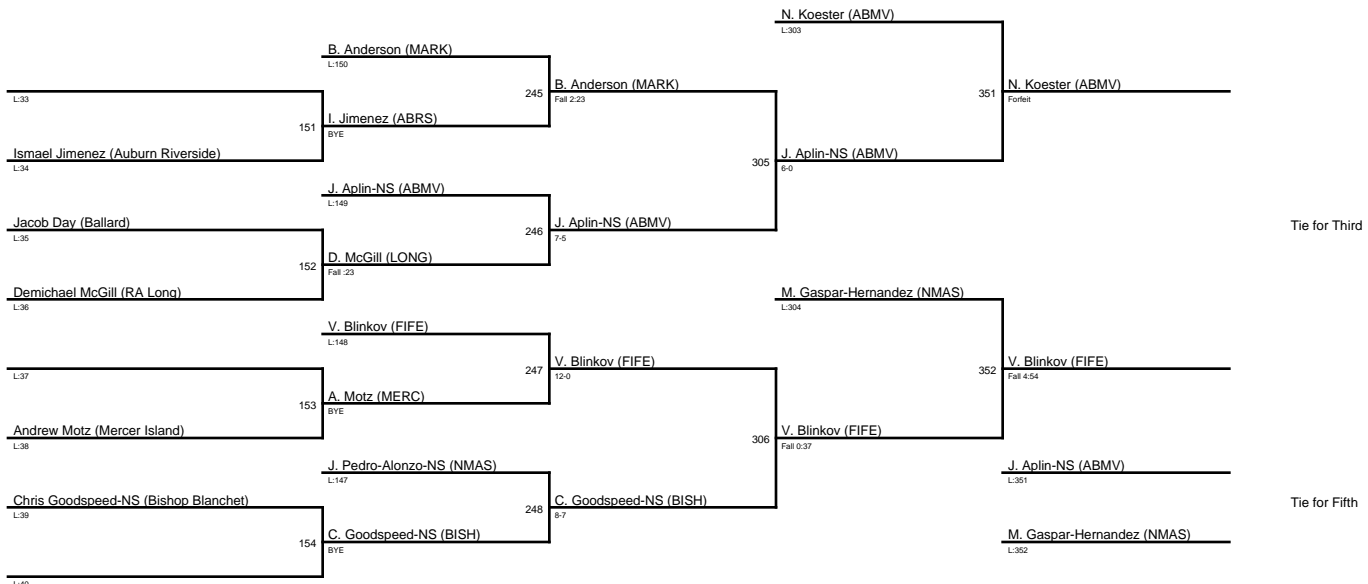 N. Koester (ABMV)
L:303
B. Anderson (MARK)
L:150
L:33
245
B. Anderson (MARK)
Fall 2:23
351
N. Koester (ABMV)
Forfeit
151
I. Jimenez (ABRS)
BYE
Ismael Jimenez (Auburn Riverside)
L:34
305
J. Aplin-NS (ABMV)
6-0
J. Aplin-NS (ABMV)
L:149
Jacob Day (Ballard)
L:35
246
J. Aplin-NS (ABMV)
7-5
Tie for Third
152
D. McGill (LONG)
Fall :23
Demichael McGill (RA Long)
L:36
M. Gaspar-Hernandez (NMAS)
L:304
V. Blinkov (FIFE)
L:148
L:37
247
V. Blinkov (FIFE)
12-0
352
V. Blinkov (FIFE)
Fall 4:54
153
A. Motz (MERC)
BYE
Andrew Motz (Mercer Island)
L:38
306
V. Blinkov (FIFE)
Fall 0:37
J. Pedro-Alonzo-NS (NMAS)
L:147
J. Aplin-NS (ABMV)
L:351
Chris Goodspeed-NS (Bishop Blanchet)
L:39
248
C. Goodspeed-NS (BISH)
8-7
Tie for Fifth
154
C. Goodspeed-NS (BISH)
BYE
M. Gaspar-Hernandez (NMAS)
L:352
L:40